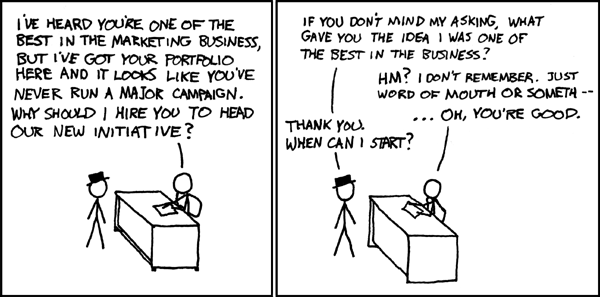 I'VE HEARD YOU'RE ONE OF THE
BEST IN THE MARKETING BUSINESS,
BUT I'VE GOT YOUR PORTFOLIO
HERE AND IT LOOKS LIKE YOU'VE
NEVER RUN A MAJOR CAMPAIGN.
WHY SHOULD I HIRE YOU TO HEAD
OUR NEW INITIATIVE?
IF YOU DON'T MIND MY ASKING, WHAT
GAVE YOU THE IDEA I WAS ONE OF
THE BEST IN THE BUSINESS?
HM? I DON'T REMEMBER. JUST
WORD OF MOUTH OR SOMETH--
... OH, YOU'RE GOOD.
THANK YOU.
WHEN CAN I START?